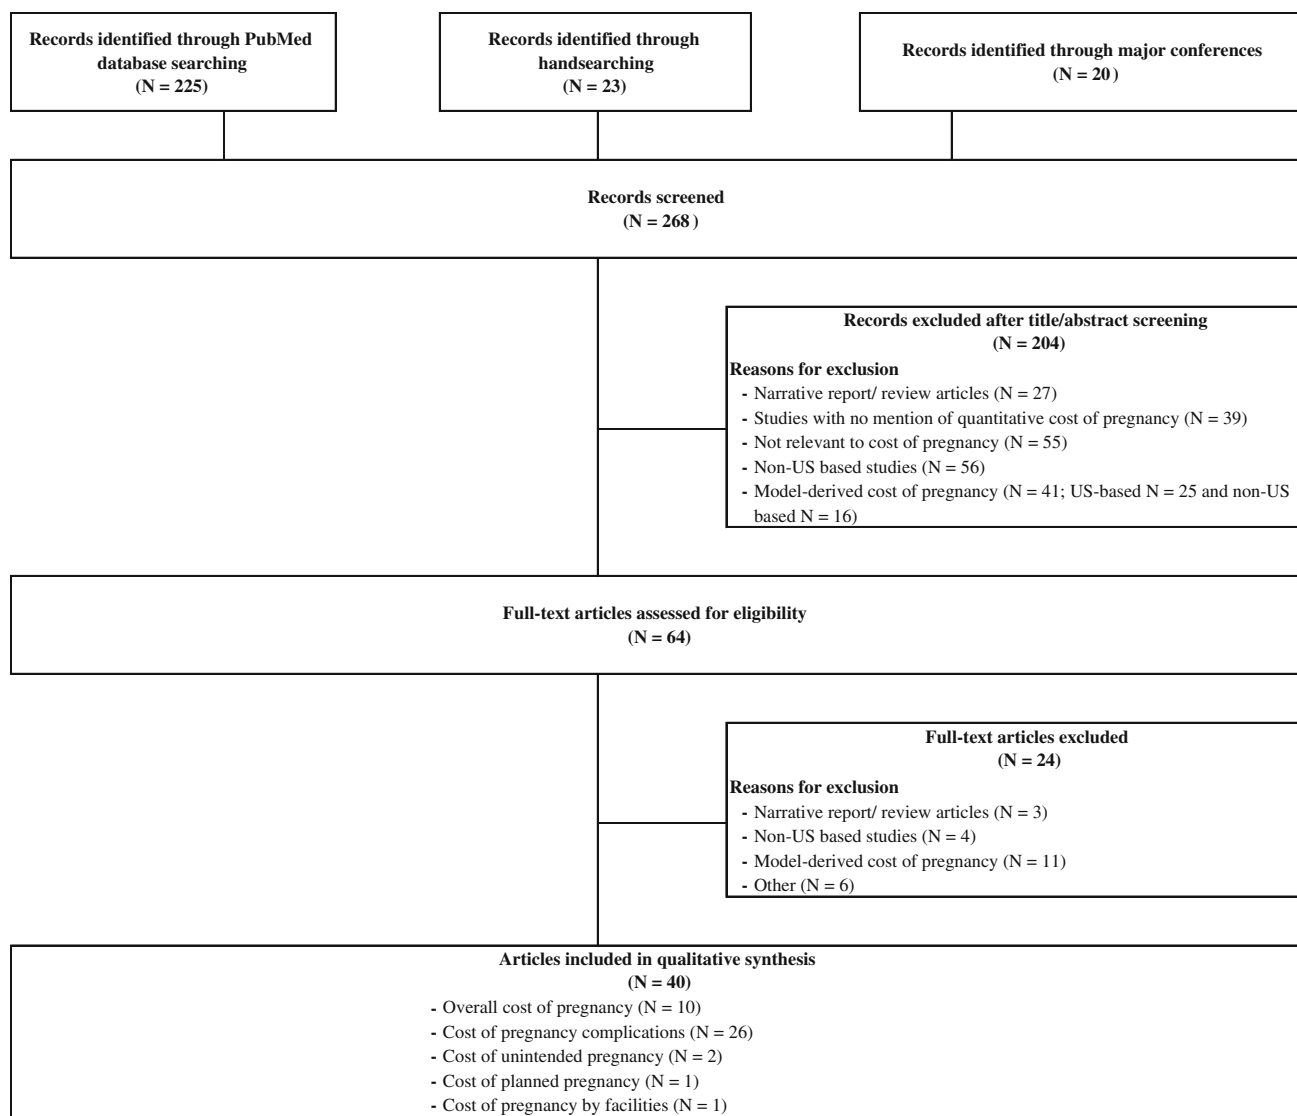 Records identified through PubMed
database searching
(N = 225)
Records identified through
handsearching
(N = 23)
Records identified through major conferences
(N = 20)
Records screened
(N = 268 )
Records excluded after title/abstract screening
(N = 204)
Reasons for exclusion
- Narrative report/ review articles (N = 27)
- Studies with no mention of quantitative cost of pregnancy (N = 39)
- Not relevant to cost of pregnancy (N = 55)
- Non-US based studies (N = 56)
- Model-derived cost of pregnancy (N = 41; US-based N = 25 and non-US
based N = 16)
Full-text articles assessed for eligibility
(N = 64)
Full-text articles excluded
(N = 24)
Reasons for exclusion
- Narrative report/ review articles (N = 3)
- Non-US based studies (N = 4)
- Model-derived cost of pregnancy (N = 11)
- Other (N = 6)
Articles included in qualitative synthesis
(N = 40)
- Overall cost of pregnancy (N = 10)
- Cost of pregnancy complications (N = 26)
- Cost of unintended pregnancy (N = 2)
- Cost of planned pregnancy (N = 1)
- Cost of pregnancy by facilities (N = 1)